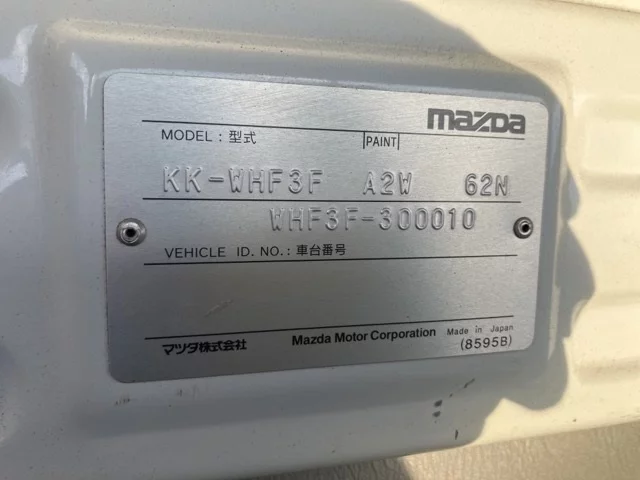 mazda
MODEL : 型式 PAINT
KK-WHF3F A2W 62N
WHF3F-300010
VEHICLE ID. NO. : 車台番号
マツダ株式会社 Mazda Motor Corporation Made in Japan
(8595B)